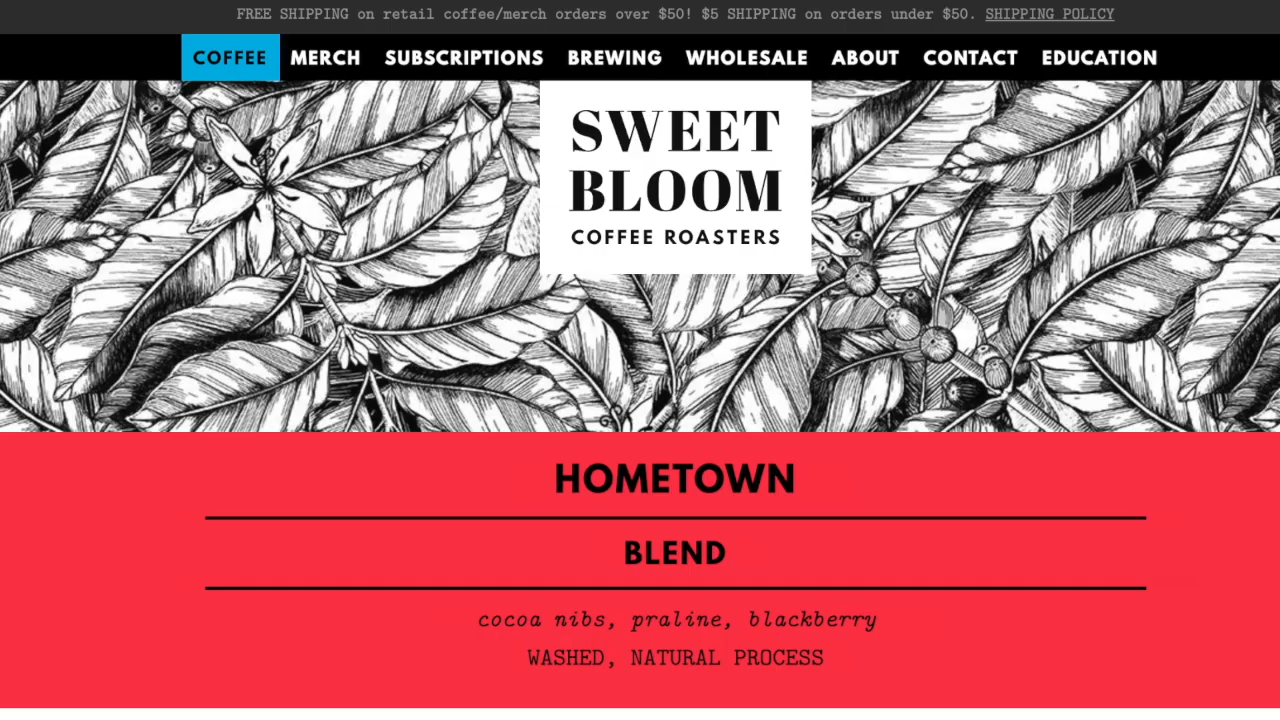 FREE SHIPPING on retail coffee/merch orders over $50! $5 SHIPPING on orders under $50. SHIPPING POLICY
COFFEE MERCH SUBSCRIPTIONS BREWING WHOLESALE ABOUT CONTACT EDUCATION
SWEET
BLOOM
COFFEE ROASTERS
HOMETOWN
BLEND
cocoa nibs, praline, blackberry
WASHED, NATURAL PROCESS